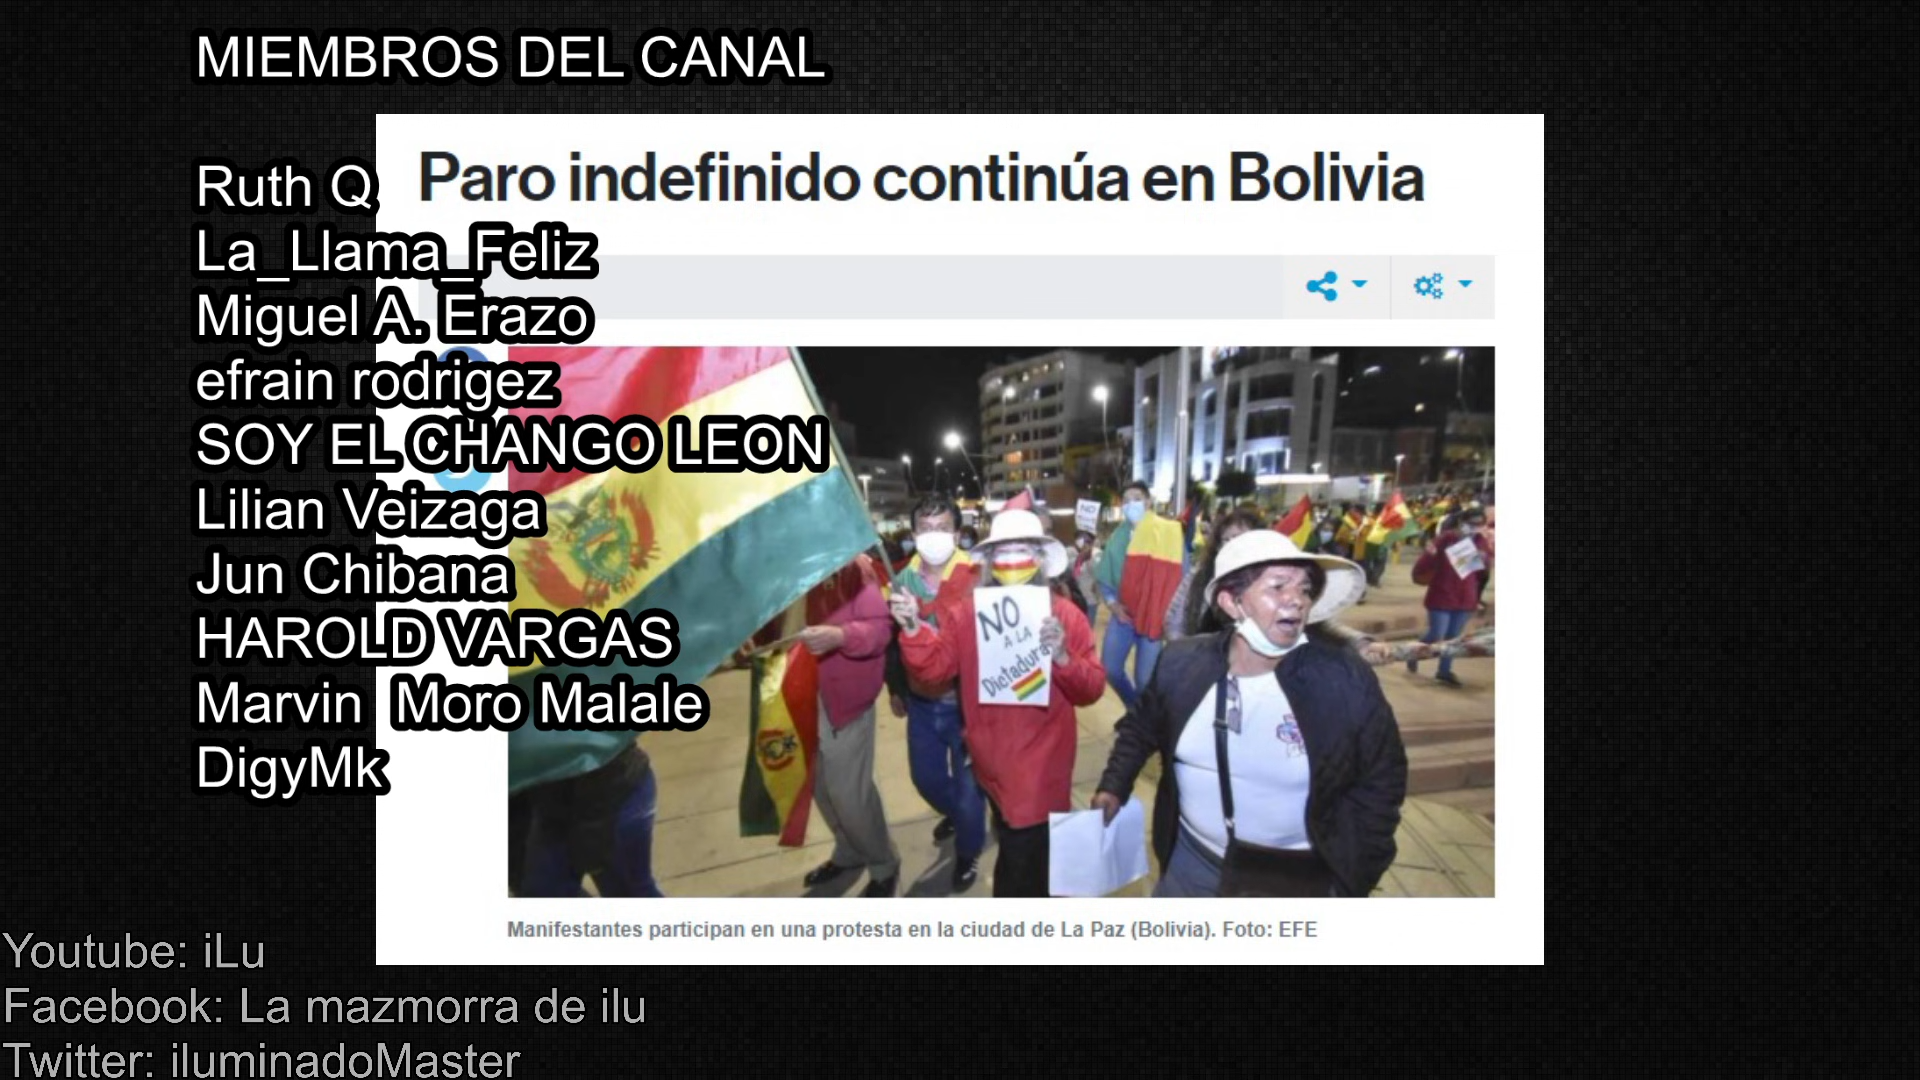 MIEMBROS DEL CANAL
Paro indefinido continúa en Bolivia
Ruth Q
La_Llama_Feliz
Miguel A. Erazo
efrain rodrigez
SOY EL CHANGO LEON
Lilian Veizaga
Jun Chibana
HAROLD VARGAS
Marvin Moro Malale
DigyMk
NO
NO
A LA
Dictadura
Manifestantes participan en una protesta en la ciudad de La Paz (Bolivia). Foto: EFE
Youtube: iLu
Facebook: La mazmorra de ilu
Twitter: iluminadoMaster